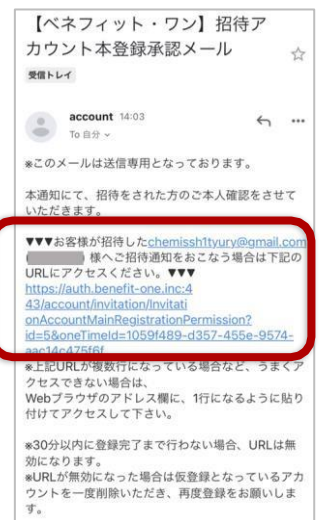 【ベネフィット・ワン】招待ア
カウント本登録承認メール
受信トレイ
account 14:03
To 自分
※このメールは送信専用となっております。
本通知にて、招待をされた方のご本人確認をさせて
いただきます。
▼▼▼お客様が招待したchemissh1tyury@gmail.com
( ) 様へご招待通知をおこなう場合は下記の
URLにアクセスください。▼▼▼
https://auth.benefit-one.inc:4
43/account/invitation/Invitati
onAccountMainRegistrationPermission?
id=5&oneTimeId=1059f489-d357-455e-9574-
aac14c475f6f
※上記URLが複数行になっている場合など、うまくア
クセスできない場合は、
Webブラウザのアドレス欄に、1行になるように貼り
付けてアクセスして下さい。
※30分以内に登録完了まで行わない場合、URLは無
効になります。
※URLが無効になった場合は仮登録となっているアカ
ウントを一度削除いただき、再度登録をお願いしま
す。